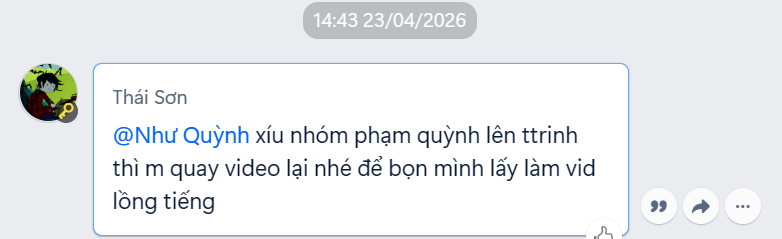 14:43 23/04/2026
Thái Sơn
@Như Quỳnh xíu nhóm phạm quỳnh lên ttrinh
thì m quay video lại nhé để bọn mình lấy làm vid
lồng tiếng